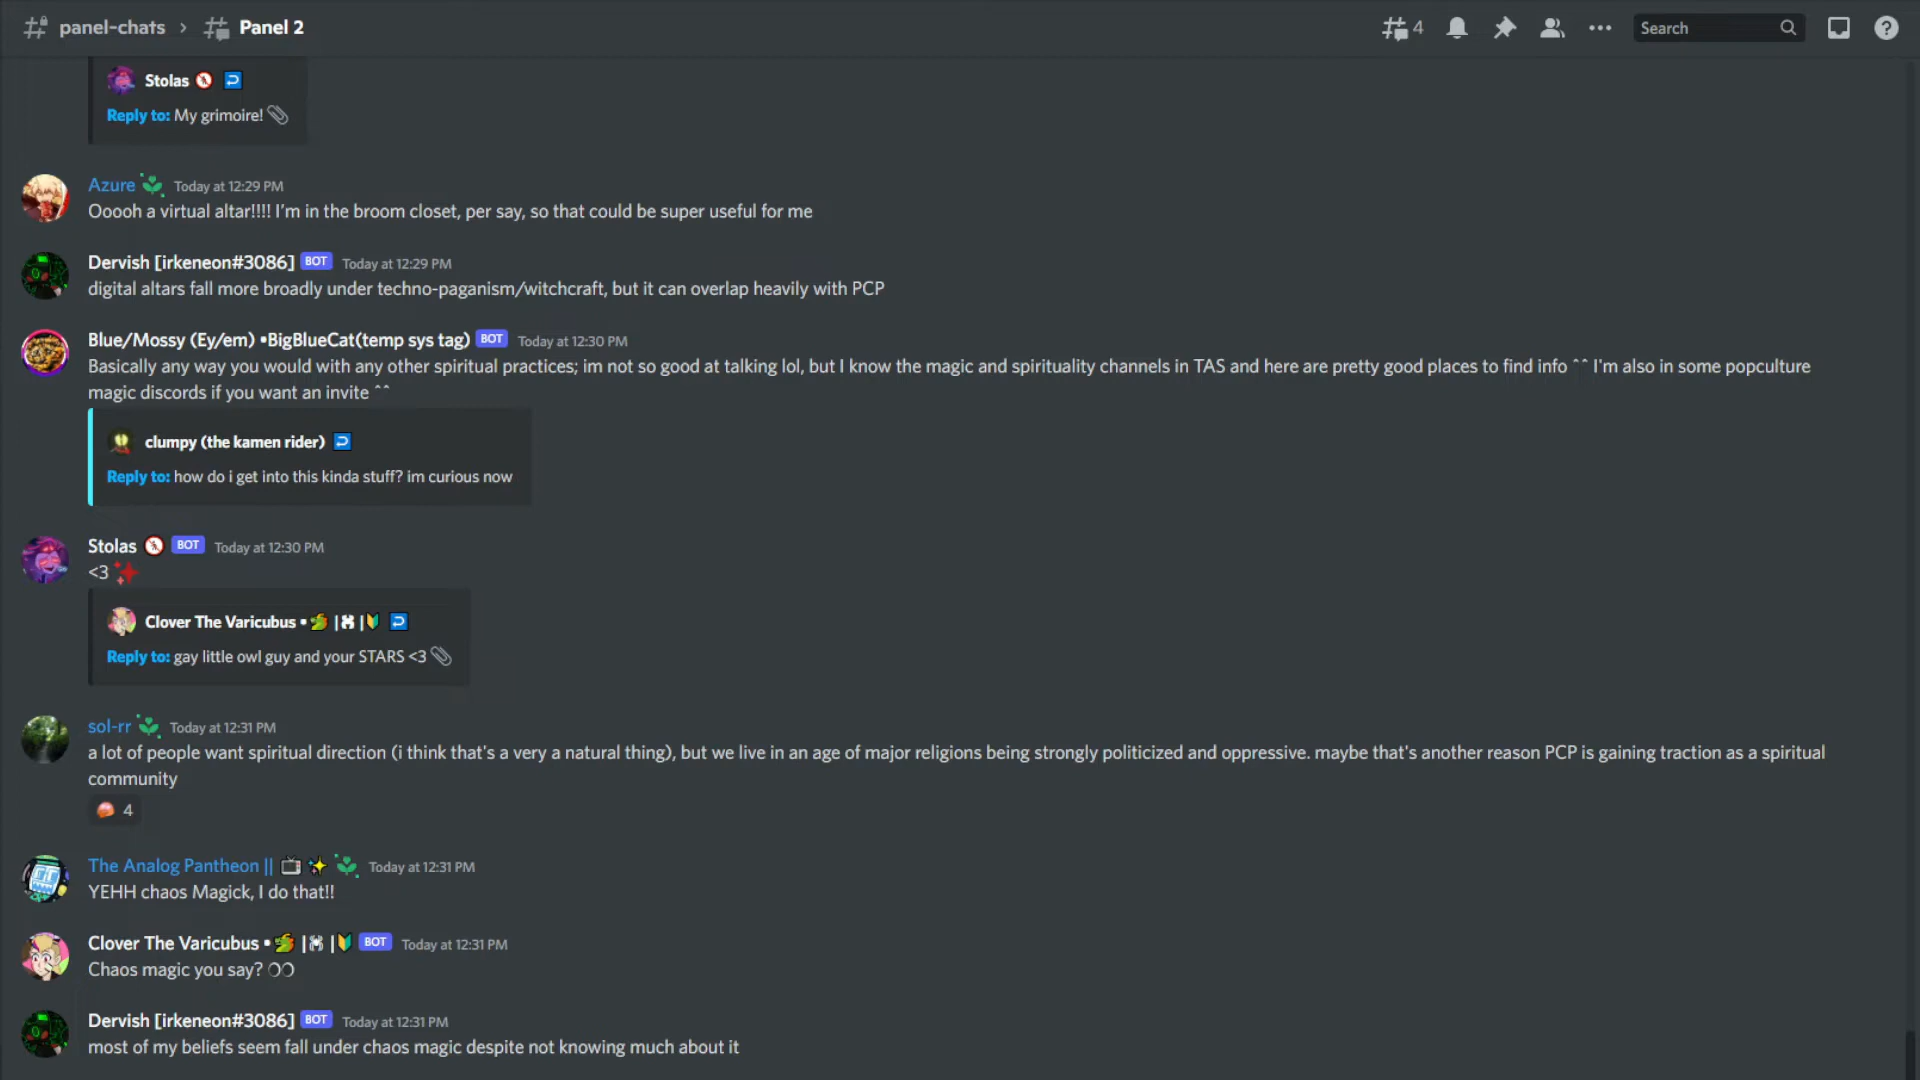 panel-chats › Panel 2 4 Search
Stolas
Reply to: My grimoire!
Azure Today at 12:29 PM
Ooooh a virtual altar!!!! I'm in the broom closet, per say, so that could be super useful for me
Dervish [irkeneon#3086] BOT Today at 12:29 PM
digital altars fall more broadly under techno-paganism/witchcraft, but it can overlap heavily with PCP
Blue/Mossy (Ey/em) •BigBlueCat(temp sys tag) BOT Today at 12:30 PM
Basically any way you would with any other spiritual practices; im not so good at talking lol, but I know the magic and spirituality channels in TAS and here are pretty good places to find info ^^ I'm also in some popculture
magic discords if you want an invite ^^
clumpy (the kamen rider)
Reply to: how do i get into this kinda stuff? im curious now
Stolas BOT Today at 12:30 PM
<3
Clover The Varicubus • | |
Reply to: gay little owl guy and your STARS <3
sol-rr Today at 12:31 PM
a lot of people want spiritual direction (i think that's a very a natural thing), but we live in an age of major religions being strongly politicized and oppressive. maybe that's another reason PCP is gaining traction as a spiritual
community
4
The Analog Pantheon || Today at 12:31 PM
YEHH chaos Magick, I do that!!
Clover The Varicubus • | | BOT Today at 12:31 PM
Chaos magic you say?
Dervish [irkeneon#3086] BOT Today at 12:31 PM
most of my beliefs seem fall under chaos magic despite not knowing much about it